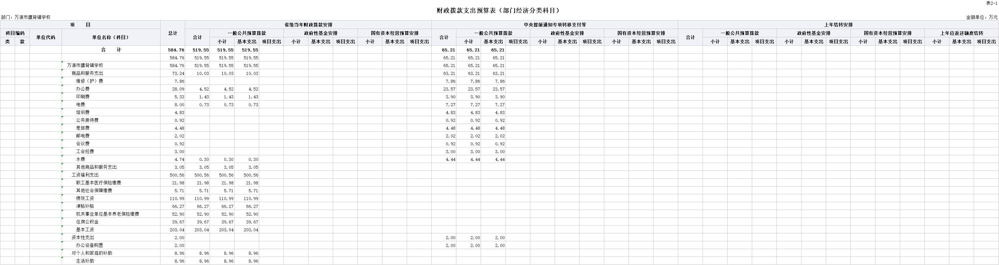 表2-1
财政拨款支出预算表（部门经济分类科目）
部门：万源市鹰背镇学校 金额单位：万元
项 目 总计 省级当年财政拨款安排 中央提前通知专项转移支付等 上年结转安排
科目编码 单位代码 单位名称（科目） 合计 一般公共预算拨款 政府性基金安排 国有资本经营预算安排 合计 一般公共预算拨款 政府性基金安排 国有资本经营预算安排 合计 一般公共预算拨款 政府性基金安排 国有资本经营预算安排 上年应返还额度结转
类 款 小计 基本支出 项目支出 小计 基本支出 项目支出 小计 基本支出 项目支出 小计 基本支出 项目支出 小计 基本支出 项目支出 小计 基本支出 项目支出 小计 基本支出 项目支出 小计 基本支出 项目支出 小计 基本支出 项目支出 小计 基本支出 项目支出
合 计 584.76 519.55 519.55 519.55 65.21 65.21 65.21
584.76 519.55 519.55 519.55 65.21 65.21 65.21
万源市鹰背镇学校 584.76 519.55 519.55 519.55 65.21 65.21 65.21
商品和服务支出 73.24 10.03 10.03 10.03 63.21 63.21 63.21
维修（护）费 7.86 7.86 7.86 7.86
办公费 28.09 4.52 4.52 4.52 23.57 23.57 23.57
印刷费 5.33 1.43 1.43 1.43 3.90 3.90 3.90
电费 8.00 0.73 0.73 0.73 7.27 7.27 7.27
培训费 4.83 4.83 4.83 4.83
公务接待费 0.92 0.92 0.92 0.92
差旅费 4.48 4.48 4.48 4.48
邮电费 2.02 2.02 2.02 2.02
会议费 0.92 0.92 0.92 0.92
工会经费 3.00 3.00 3.00 3.00
水费 4.74 0.30 0.30 0.30 4.44 4.44 4.44
其他商品和服务支出 3.05 3.05 3.05 3.05
工资福利支出 500.56 500.56 500.56 500.56
职工基本医疗保险缴费 21.98 21.98 21.98 21.98
其他社会保障缴费 5.71 5.71 5.71 5.71
绩效工资 110.99 110.99 110.99 110.99
津贴补贴 66.27 66.27 66.27 66.27
机关事业单位基本养老保险缴费 52.90 52.90 52.90 52.90
住房公积金 39.67 39.67 39.67 39.67
基本工资 203.04 203.04 203.04 203.04
资本性支出 2.00 2.00 2.00 2.00
办公设备购置 2.00 2.00 2.00 2.00
对个人和家庭的补助 8.96 8.96 8.96 8.96
生活补助 8.96 8.96 8.96 8.96